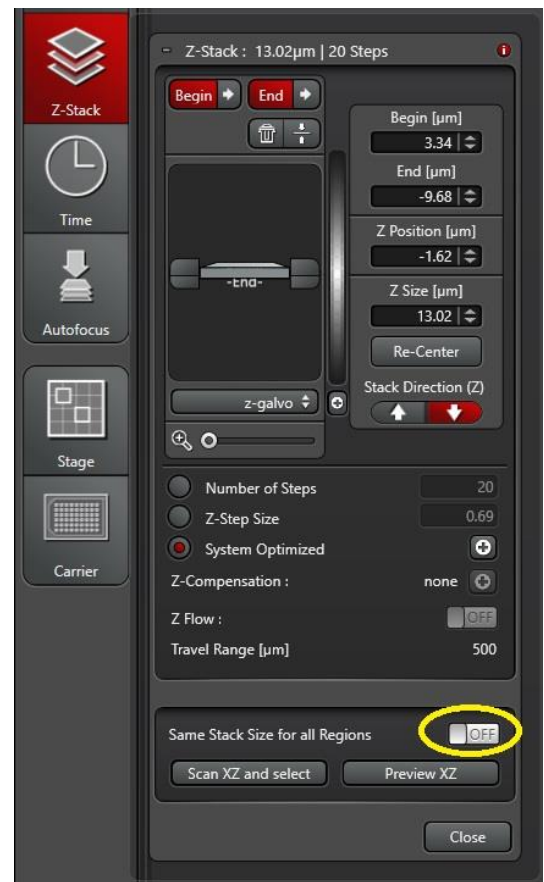 Z-Stack
Time
Autofocus
Stage
Carrier
- Z-Stack : 13.02µm | 20 Steps
Begin
End
Begin [µm]
3.34
End [µm]
-9.68
Z Position [µm]
-1.62
Z Size [µm]
13.02
Re-Center
Stack Direction (Z)
-End-
z-galvo
Number of Steps 20
Z-Step Size 0.69
System Optimized
Z-Compensation : none
Z Flow : OFF
Travel Range [µm] 500
Same Stack Size for all Regions OFF
Scan XZ and select Preview XZ
Close